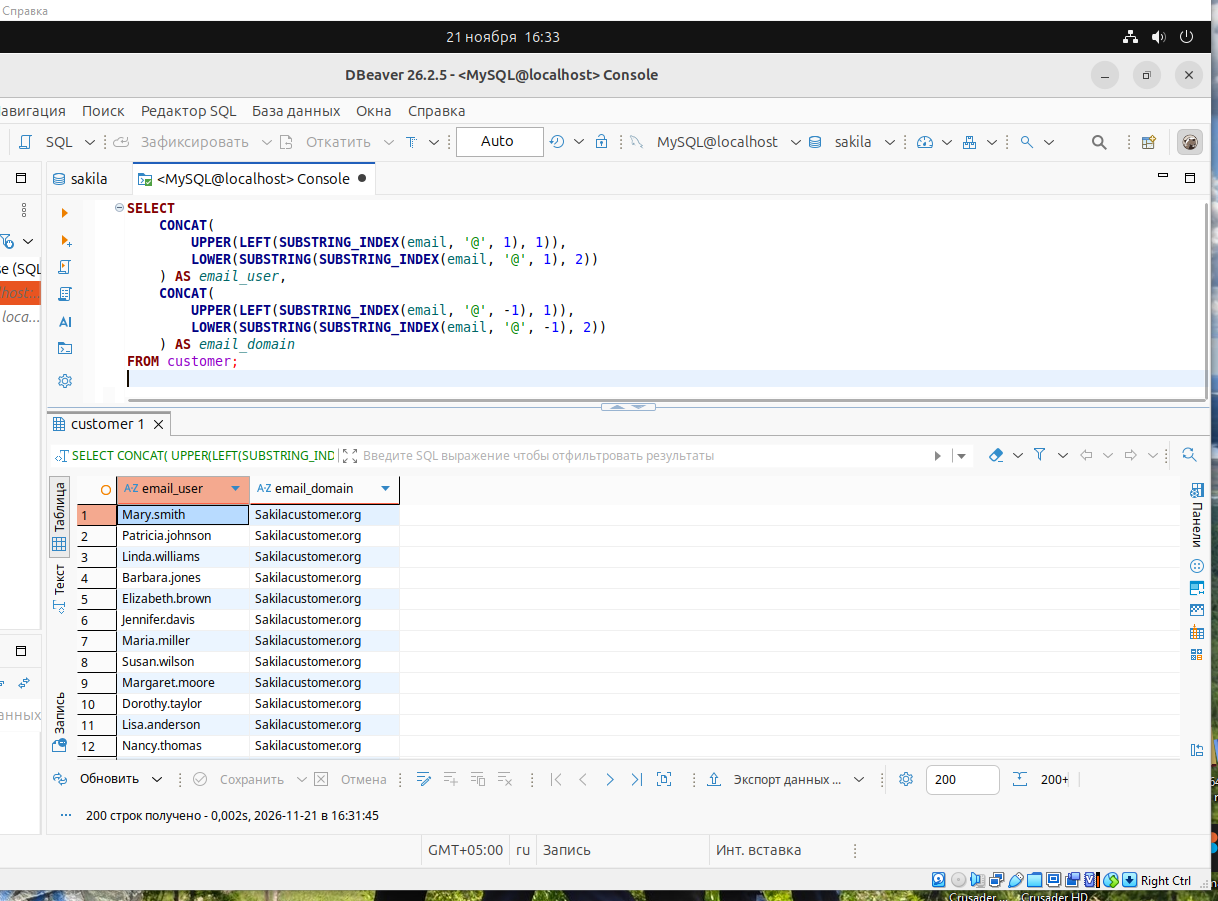 Справка
21 ноября 16:33
DBeaver 26.2.5 - <MySQL@localhost> Console
авигация Поиск Редактор SQL База данных Окна Справка
SQL Зафиксировать Откатить T Auto MySQL@localhost sakila
sakila <MySQL@localhost> Console
SELECT
CONCAT(
UPPER(LEFT(SUBSTRING_INDEX(email, '@', 1), 1)),
LOWER(SUBSTRING(SUBSTRING_INDEX(email, '@', 1), 2))
) AS email_user,
CONCAT(
UPPER(LEFT(SUBSTRING_INDEX(email, '@', -1), 1)),
LOWER(SUBSTRING(SUBSTRING_INDEX(email, '@', -1), 2))
) AS email_domain
FROM customer;
se (SQL
lhost:
loca...
AI
customer 1
SELECT CONCAT( UPPER(LEFT(SUBSTRING_IND Введите SQL выражение чтобы отфильтровать результаты
A-Z email_user A-Z email_domain
1 Mary.smith Sakilacustomer.org
2 Patricia.johnson Sakilacustomer.org
3 Linda.williams Sakilacustomer.org
4 Barbara.jones Sakilacustomer.org
5 Elizabeth.brown Sakilacustomer.org
6 Jennifer.davis Sakilacustomer.org
7 Maria.miller Sakilacustomer.org
8 Susan.wilson Sakilacustomer.org
9 Margaret.moore Sakilacustomer.org
10 Dorothy.taylor Sakilacustomer.org
11 Lisa.anderson Sakilacustomer.org
12 Nancy.thomas Sakilacustomer.org
Таблица
Текст
Запись
Панели
анных
Обновить Сохранить Отмена Экспорт данных ... 200 200+
200 строк получено - 0,002s, 2026-11-21 в 16:31:45
GMT+05:00 ru Запись Инт. вставка
Right Ctrl
Crusader ... Crusader HD